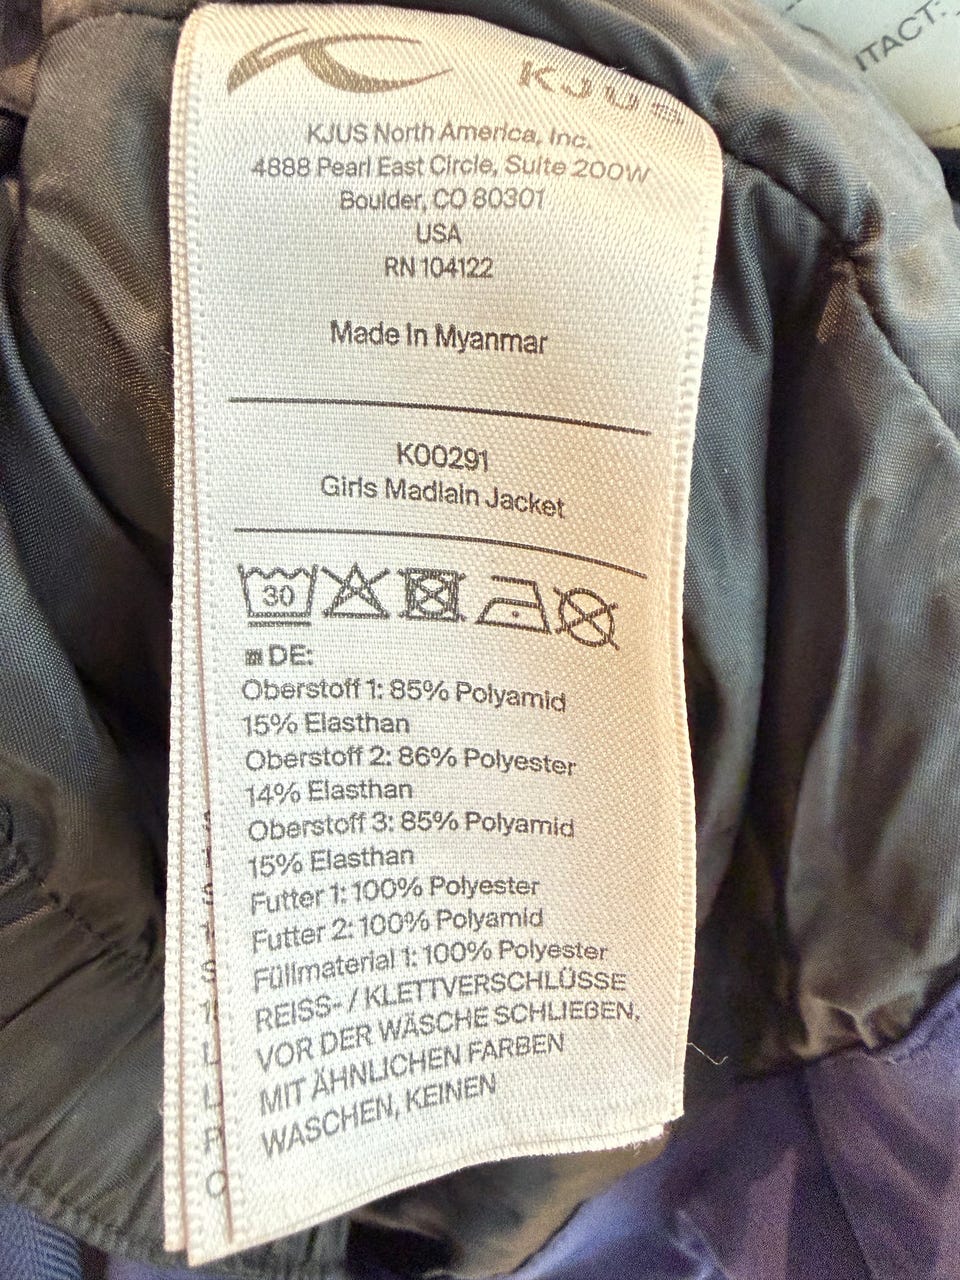 NTACT:
KJUS
KJUS North America, Inc.
4888 Pearl East Circle, Suite 200W
Boulder, CO 80301
USA
RN 104122
Made In Myanmar
K00291
Girls Madlain Jacket
30
DE:
Oberstoff 1: 85% Polyamid
15% Elasthan
Oberstoff 2: 86% Polyester
14% Elasthan
Oberstoff 3: 85% Polyamid
15% Elasthan
Futter 1: 100% Polyester
Futter 2: 100% Polyamid
Füllmaterial 1: 100% Polyester
REISS- / KLETTVERSCHLÜSSE
VOR DER WÄSCHE SCHLIEßEN,
MIT ÄHNLICHEN FARBEN
WASCHEN, KEINEN